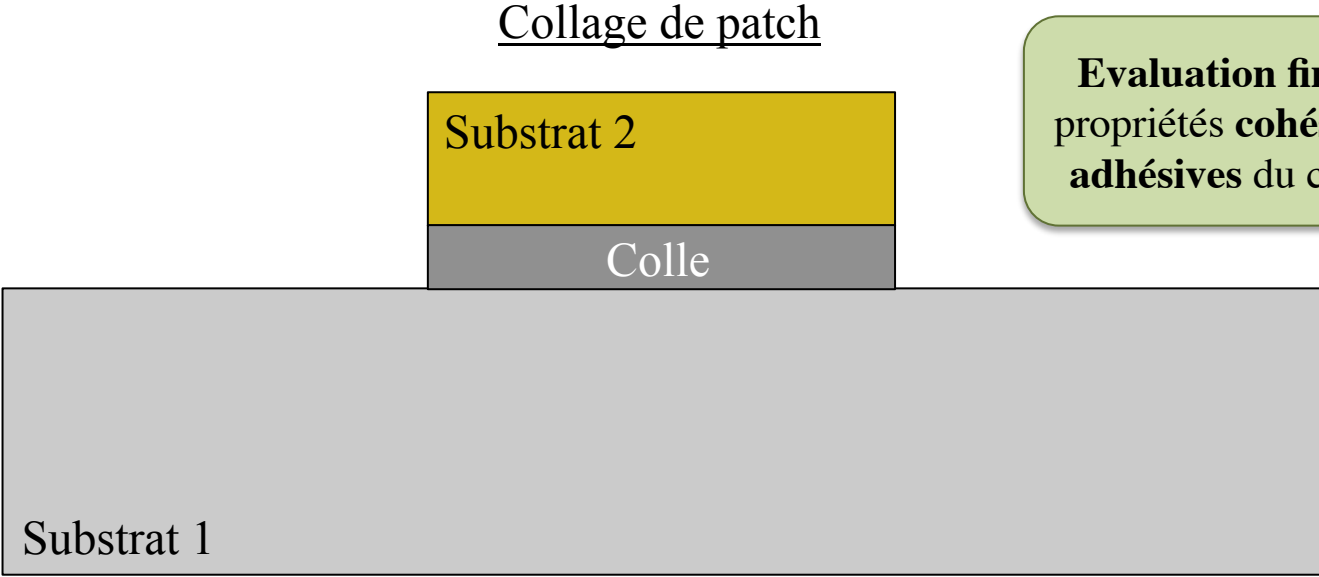 Collage de patch
Evaluation
propriétés
adhésives du
Substrat 2
Colle
Substrat 1